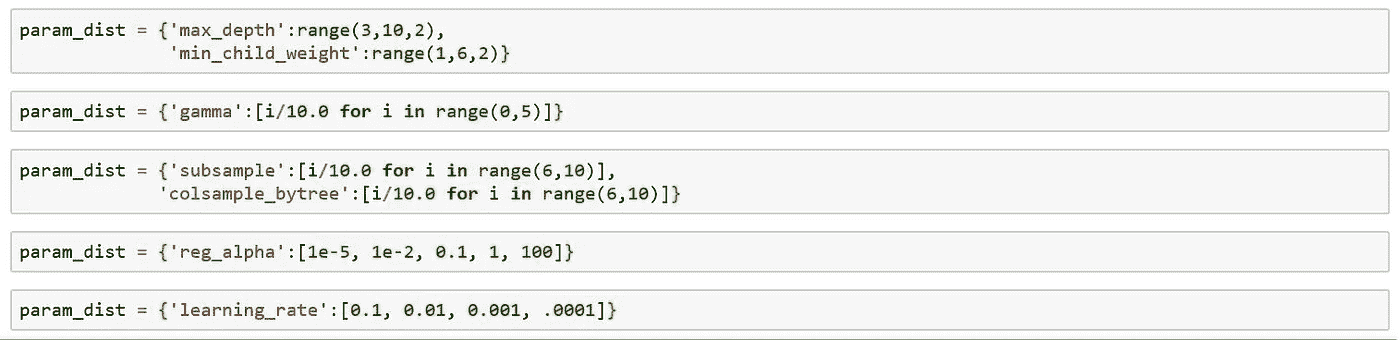 param_dist = {'max_depth':range(3,10,2),
'min_child_weight':range(1,6,2)}
param_dist = {'gamma':[i/10.0 for i in range(0,5)]}
param_dist = {'subsample':[i/10.0 for i in range(6,10)],
'colsample_bytree':[i/10.0 for i in range(6,10)]}
param_dist = {'reg_alpha':[1e-5, 1e-2, 0.1, 1, 100]}
param_dist = {'learning_rate':[0.1, 0.01, 0.001, .0001]}